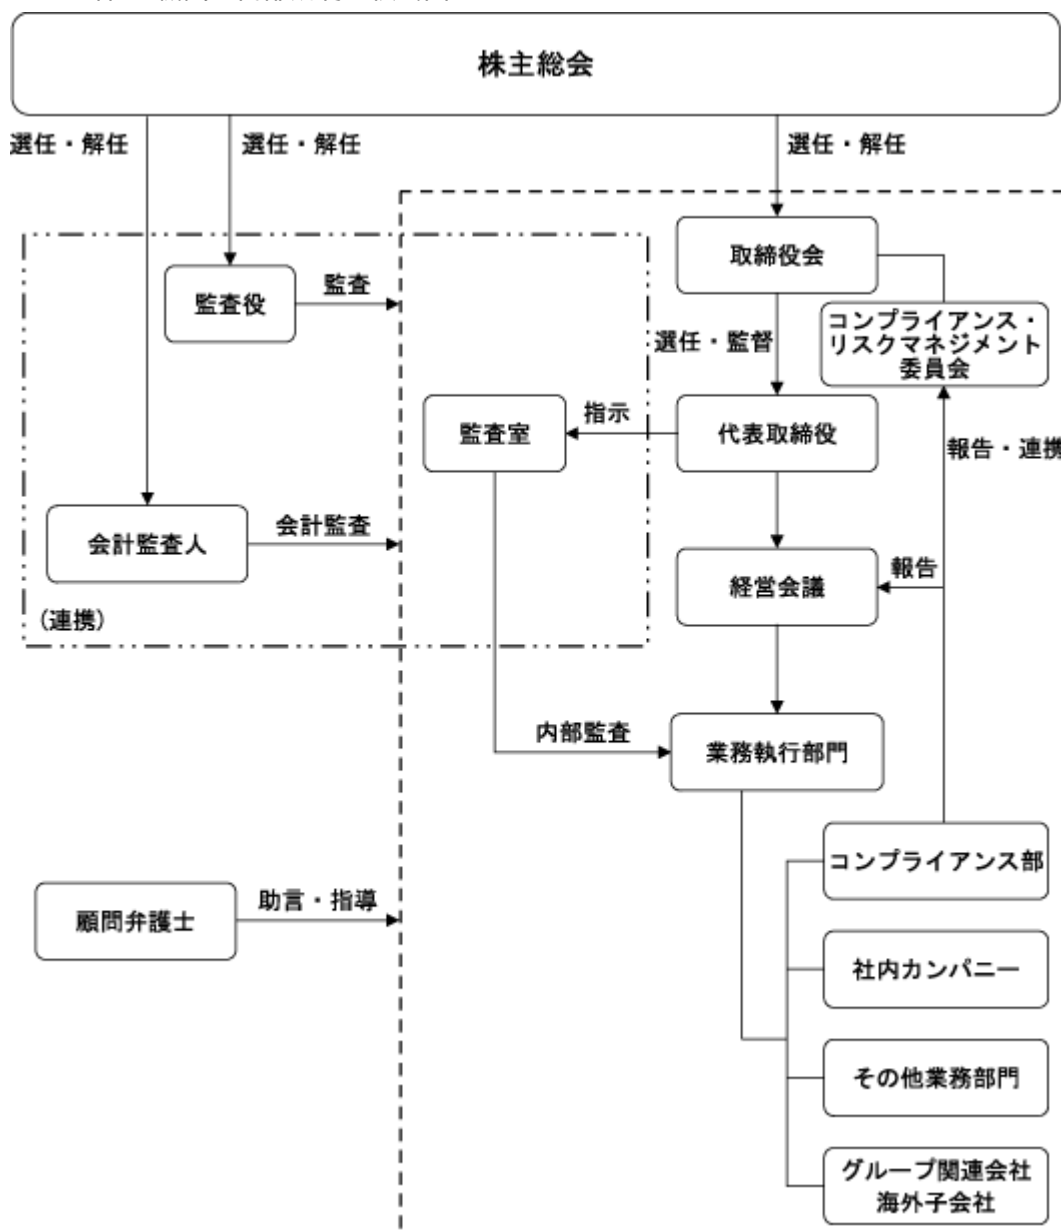 株主総会
選任・解任
選任・解任
選任・解任
取締役会
監査役
監査
コンプライアンス・
リスクマネジメント
委員会
選任・監督
監査室
指示
代表取締役
報告・連携
会計監査人
会計監査
経営会議
報告
(連携)
内部監査
業務執行部門
コンプライアンス部
顧問弁護士
助言・指導
社内カンパニー
その他業務部門
グループ関連会社
海外子会社